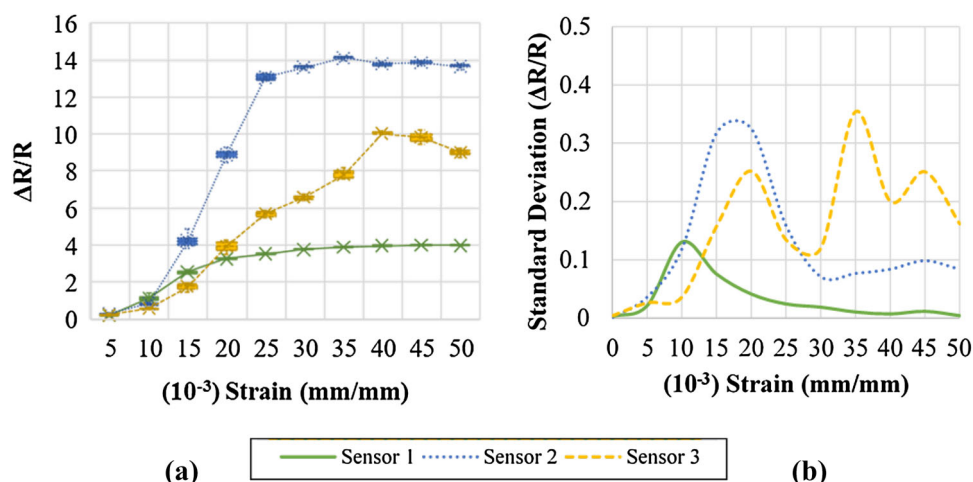 16
14
12
10
8
6
4
2
0
ΔR/R
5 10 15 20 25 30 35 40 45 50
(10-3) Strain (mm/mm)
(a)
0.5
0.4
0.3
0.2
0.1
0
Standard Deviation (ΔR/R)
0 5 10 15 20 25 30 35 40 45 50
(10-3) Strain (mm/mm)
(b)
Sensor 1 Sensor 2 Sensor 3